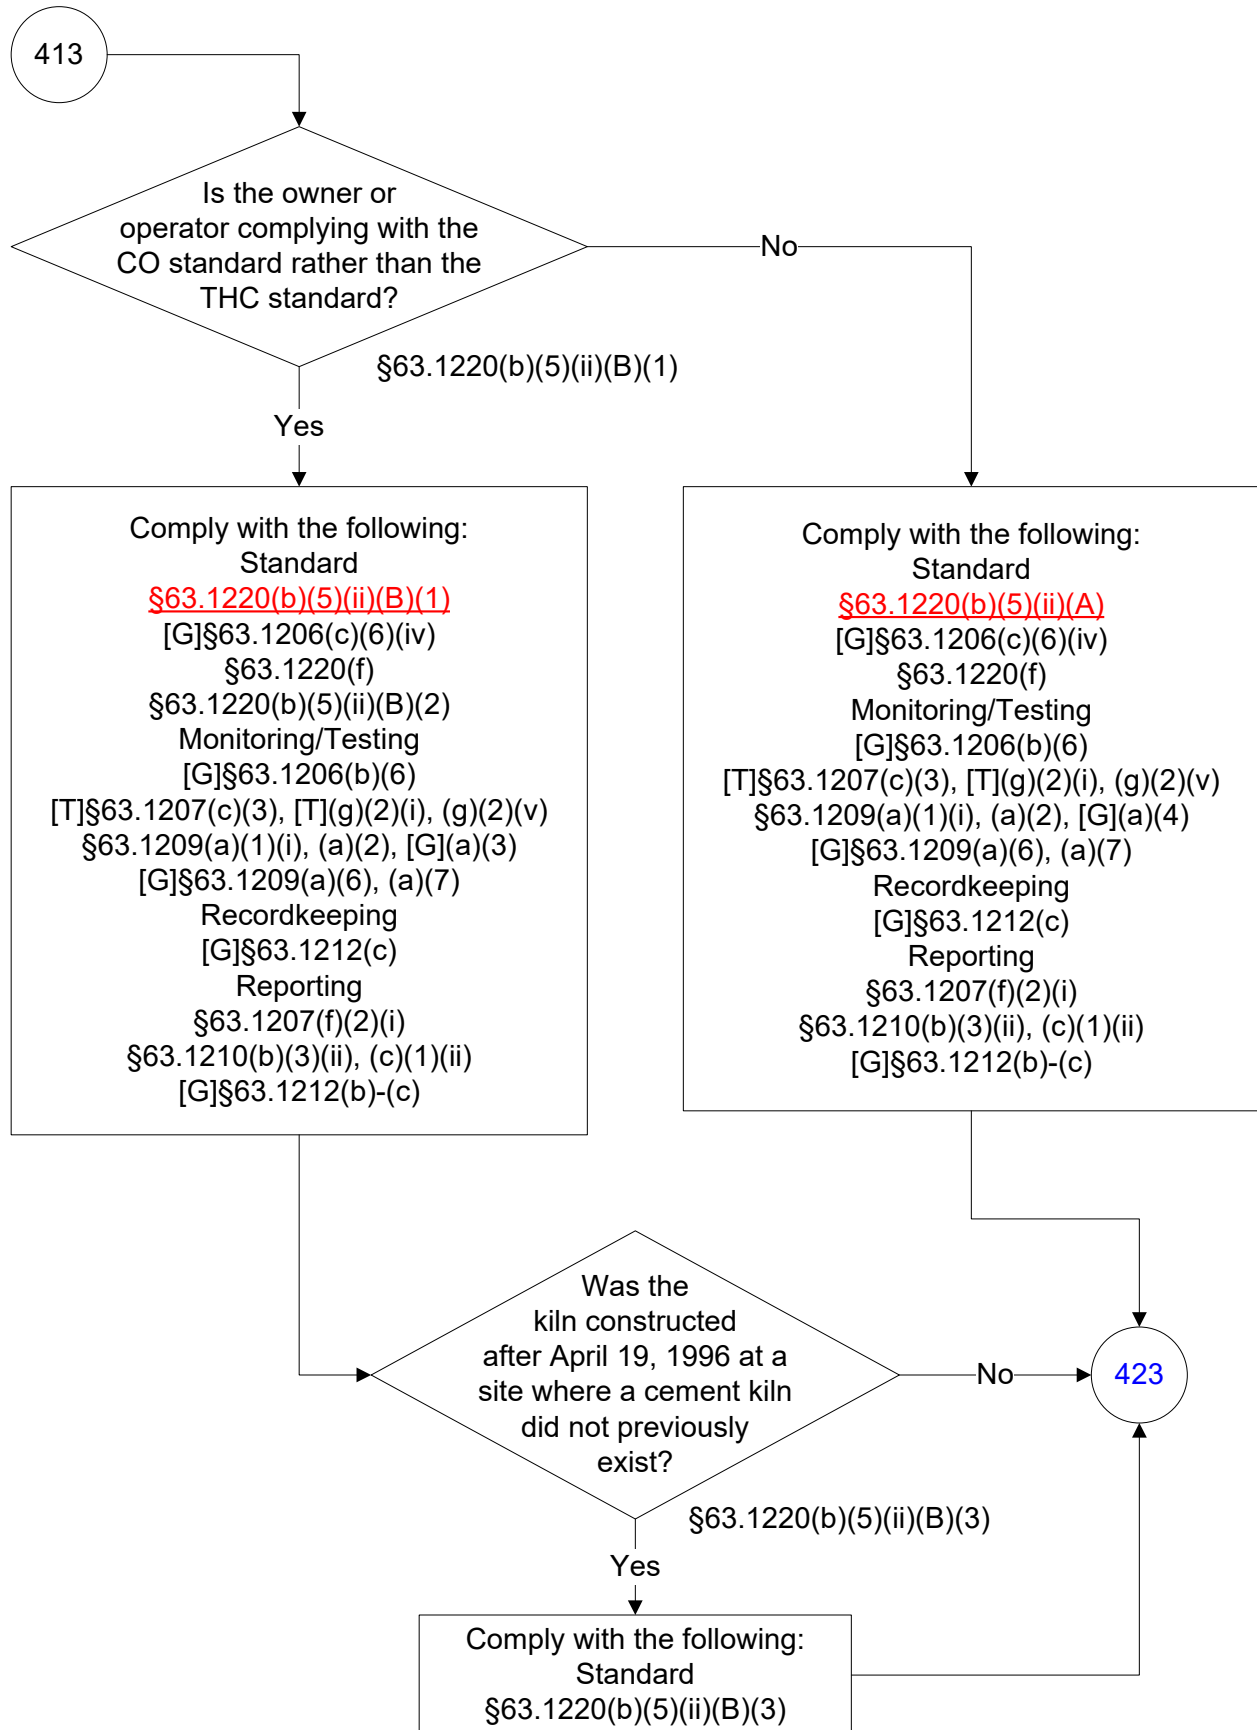 413
Is the owner or
operator complying with the
CO standard rather than the
THC standard?
No
§63.1220(b)(5)(ii)(B)(1)
Yes
Comply with the following:
Standard
§63.1220(b)(5)(ii)(B)(1)
[G]§63.1206(c)(6)(iv)
§63.1220(f)
§63.1220(b)(5)(ii)(B)(2)
Monitoring/Testing
[G]§63.1206(b)(6)
[T]§63.1207(c)(3), [T](g)(2)(i), (g)(2)(v)
§63.1209(a)(1)(i), (a)(2), [G](a)(3)
[G]§63.1209(a)(6), (a)(7)
Recordkeeping
[G]§63.1212(c)
Reporting
§63.1207(f)(2)(i)
§63.1210(b)(3)(ii), (c)(1)(ii)
[G]§63.1212(b)-(c)
Comply with the following:
Standard
§63.1220(b)(5)(ii)(A)
[G]§63.1206(c)(6)(iv)
§63.1220(f)
Monitoring/Testing
[G]§63.1206(b)(6)
[T]§63.1207(c)(3), [T](g)(2)(i), (g)(2)(v)
§63.1209(a)(1)(i), (a)(2), [G](a)(4)
[G]§63.1209(a)(6), (a)(7)
Recordkeeping
[G]§63.1212(c)
Reporting
§63.1207(f)(2)(i)
§63.1210(b)(3)(ii), (c)(1)(ii)
[G]§63.1212(b)-(c)
Was the
kiln constructed
after April 19, 1996 at a
site where a cement kiln
did not previously
exist?
No
423
§63.1220(b)(5)(ii)(B)(3)
Yes
Comply with the following:
Standard
§63.1220(b)(5)(ii)(B)(3)